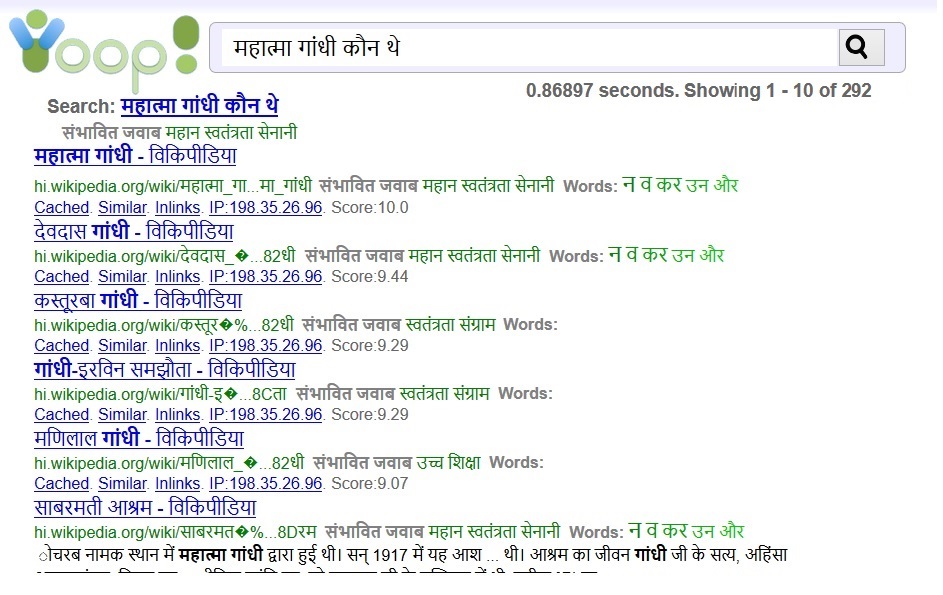 Yoop!
महात्मा गांधी कौन थे
0.86897 seconds. Showing 1 - 10 of 292
Search: महात्मा गांधी कौन थे
संभावित जवाब महान स्वतंत्रता सेनानी
महात्मा गांधी - विकिपीडिया
hi.wikipedia.org/wiki/महात्मा_गा...मा_गांधी संभावित जवाब महान स्वतंत्रता सेनानी Words: न व कर उन और
Cached. Similar. Inlinks. IP:198.35.26.96. Score:10.0
देवदास गांधी - विकिपीडिया
hi.wikipedia.org/wiki/देवदास_�...82धी संभावित जवाब महान स्वतंत्रता सेनानी Words: न व कर उन और
Cached. Similar. Inlinks. IP:198.35.26.96. Score:9.44
कस्तूरबा गांधी - विकिपीडिया
hi.wikipedia.org/wiki/कस्तूर�%...82धी संभावित जवाब स्वतंत्रता संग्राम Words:
Cached. Similar. Inlinks. IP:198.35.26.96. Score:9.29
गांधी-इरविन समझौता - विकिपीडिया
hi.wikipedia.org/wiki/गांधी-इ�...8Cता संभावित जवाब स्वतंत्रता संग्राम Words:
Cached. Similar. Inlinks. IP:198.35.26.96. Score:9.29
मणिलाल गांधी - विकिपीडिया
hi.wikipedia.org/wiki/मणिलाल_�...82धी संभावित जवाब उच्च शिक्षा Words:
Cached. Similar. Inlinks. IP:198.35.26.96. Score:9.07
साबरमती आश्रम - विकिपीडिया
hi.wikipedia.org/wiki/साबरमत�%...8Dरम संभावित जवाब महान स्वतंत्रता सेनानी Words: न व कर उन और
ोचरब नामक स्थान में महात्मा गांधी द्वारा हुई थी। सन् 1917 में यह आश ... थी। आश्रम का जीवन गांधी जी के सत्य, अहिंसा